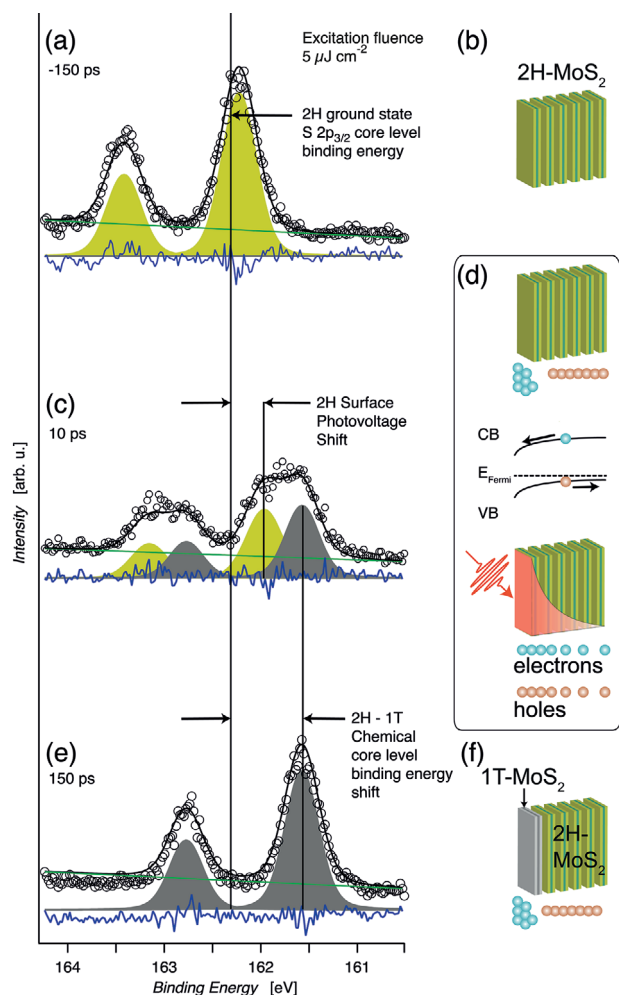 (a)
-150 ps
Excitation fluence
5 µJ cm⁻²
2H ground state
S 2p₃/₂ core level
binding energy
(b)
2H-MoS₂
(c)
10 ps
2H Surface
Photovoltage
Shift
(d)
CB
E_Fermi
VB
electrons
holes
(e)
150 ps
2H - 1T
Chemical
core level
binding energy
shift
(f)
1T-MoS₂
2H-
MoS₂
Intensity [arb. u.]
164 163 162 161
Binding Energy [eV]